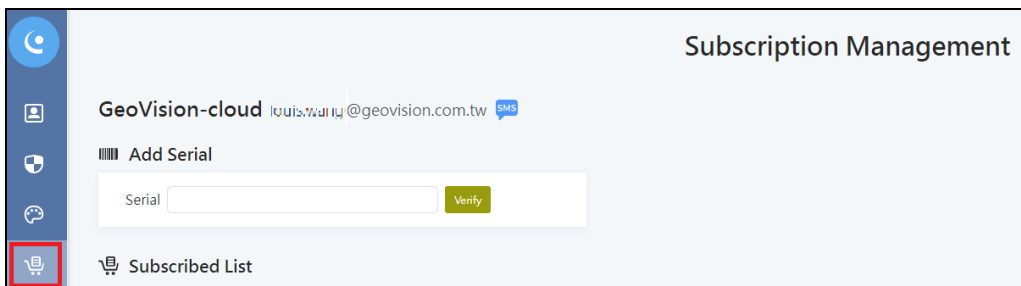 Subscription Management
GeoVision-cloud @geovision.com.tw SMS
Add Serial
Serial Verify
Subscribed List